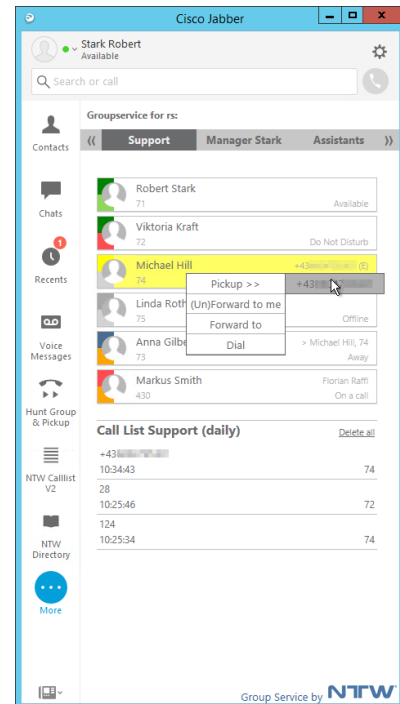 Cisco Jabber
Stark Robert
Available
Search or call
Groupservice for rs:
⟨⟨ Support Manager Stark Assistants ⟩⟩
Contacts
Chats
1
Recents
Voice
Messages
Hunt Group
& Pickup
NTW Calllist
V2
NTW
Directory
More
Robert Stark
71 Available
Viktoria Kraft
72 Do Not Disturb
Michael Hill +43 (E)
74
Pickup >> +43
(Un)Forward to me
Forward to
Dial
Linda Roth
75 Offline
Anna Gilbe > Michael Hill, 74
73 Away
Markus Smith Florian Raffl
430 On a call
Call List Support (daily) Delete all
+43
10:34:43 74
28
10:25:46 72
124
10:25:34 74
Group Service by NTW